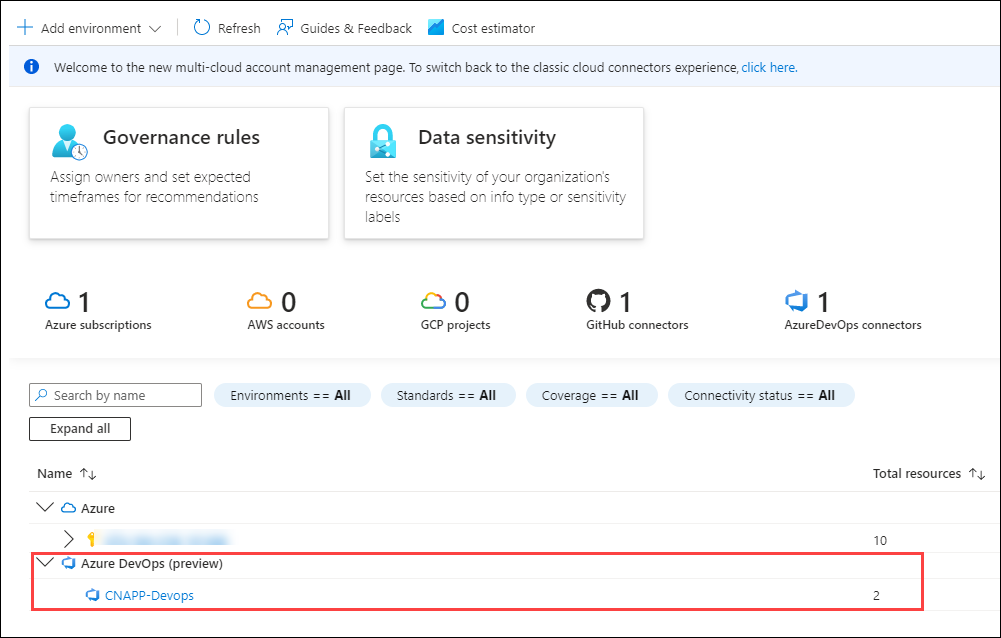 Add environment
Refresh
Guides & Feedback
Cost estimator
Welcome to the new multi-cloud account management page. To switch back to the classic cloud connectors experience, click here.
Governance rules
Assign owners and set expected
timeframes for recommendations
Data sensitivity
Set the sensitivity of your organization's
resources based on info type or sensitivity
labels
1
Azure subscriptions
0
AWS accounts
0
GCP projects
1
GitHub connectors
1
AzureDevOps connectors
Search by name
Environments == All
Standards == All
Coverage == All
Connectivity status == All
Expand all
Name
Total resources
Azure
10
Azure DevOps (preview)
CNAPP-Devops
2